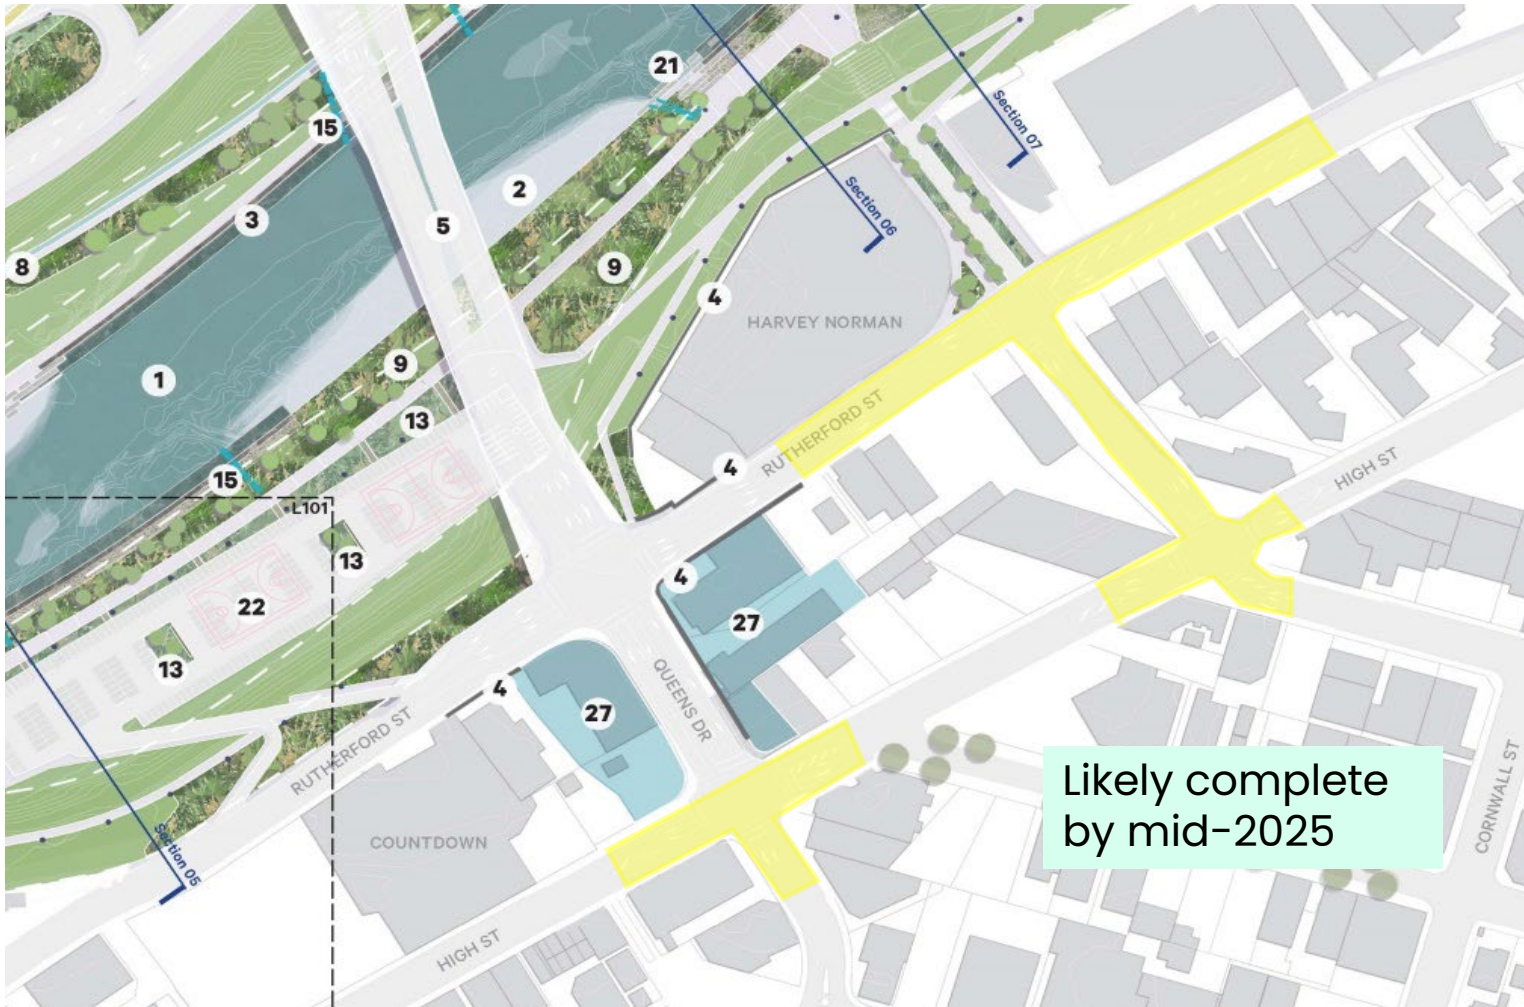 21
Section 07
15
2
Section 06
3
5
8
9
4
HARVEY NORMAN
1
9
13
RUTHERFORD ST
4
HIGH ST
15
L101
13
4
22
27
13
QUEENS DR
4
27
RUTHERFORD ST
Likely complete
by mid-2025
CORNWALL ST
COUNTDOWN
Section 05
HIGH ST